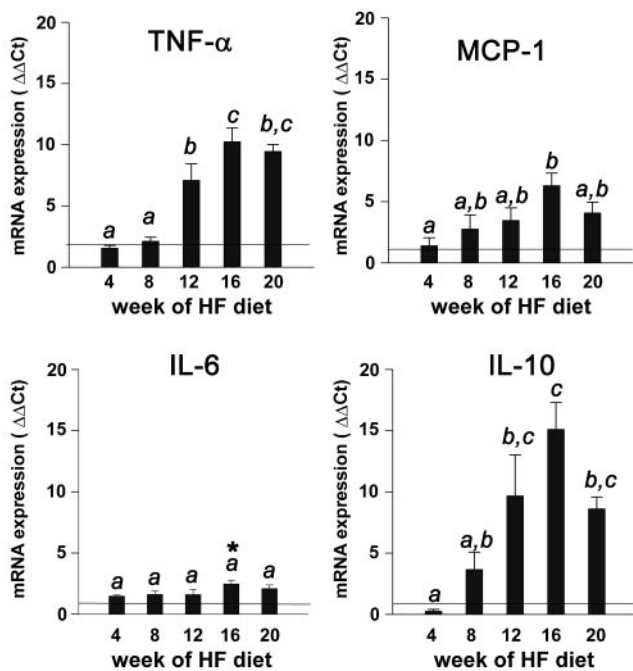 TNF-α
mRNA expression ( ΔΔCt)
20
15
10
5
0
a
a
b
c
b,c
4 8 12 16 20
week of HF diet
MCP-1
mRNA expression ( ΔΔCt)
20
15
10
5
0
a
a,b
a,b
b
a,b
4 8 12 16 20
week of HF diet
IL-6
mRNA expression ( ΔΔCt)
20
15
10
5
0
a
a
a
*
a
a
4 8 12 16 20
week of HF diet
IL-10
mRNA expression ( ΔΔCt)
20
15
10
5
0
a
a,b
b,c
c
b,c
4 8 12 16 20
week of HF diet